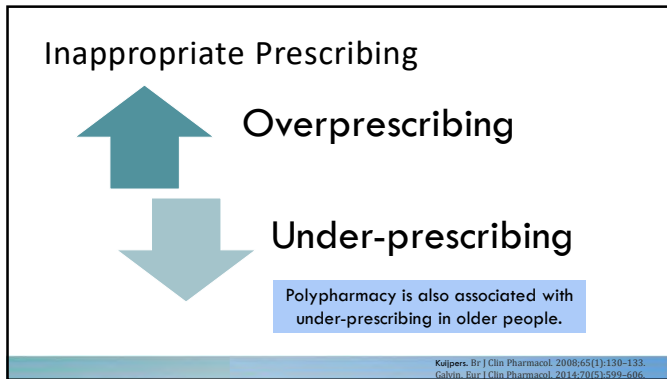 Inappropriate Prescribing
Overprescribing
Under-prescribing
Polypharmacy is also associated with
under-prescribing in older people.
Kuijpers. Br J Clin Pharmacol. 2008;65(1):130–133.
Galvin. Eur J Clin Pharmacol. 2014;70(5):599–606.